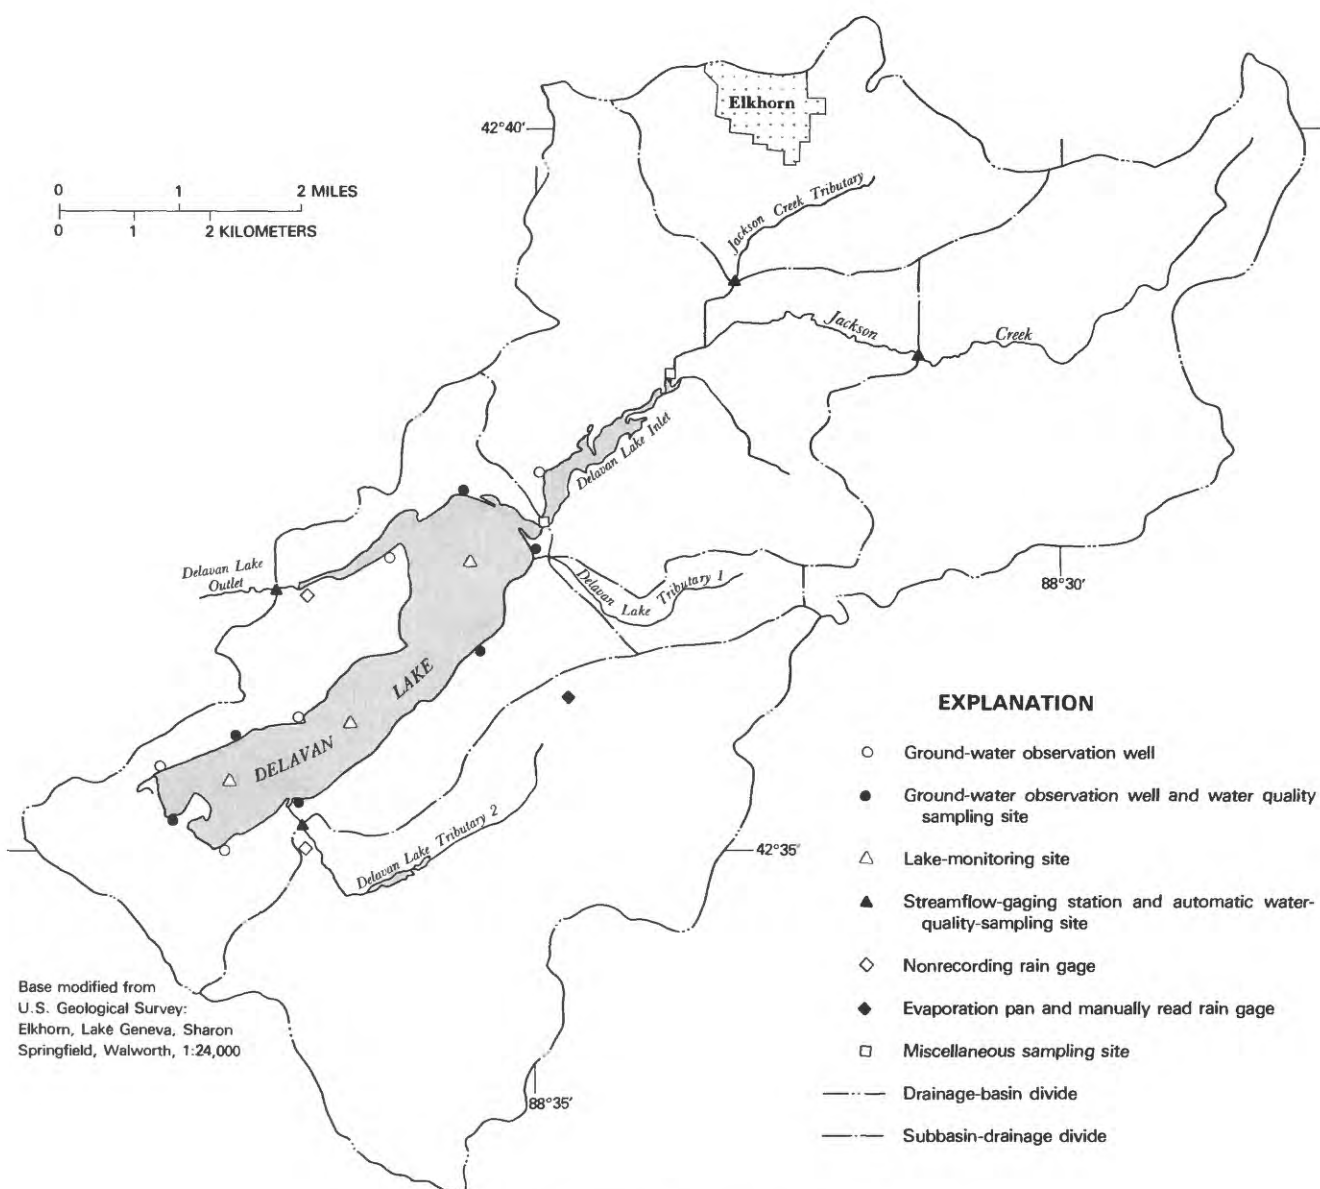 Elkhorn
42°40'
0 1 2 MILES
0 1 2 KILOMETERS
Jackson Creek Tributary
Jackson Creek
Delavan Lake Inlet
Delavan Lake
Outlet
Delavan Lake Tributary 1
88°30'
DELAVAN LAKE
Delavan Lake Tributary 2
42°35'
88°35'
EXPLANATION
Ground-water observation well
Ground-water observation well and water quality
sampling site
Lake-monitoring site
Streamflow-gaging station and automatic water-
quality-sampling site
Nonrecording rain gage
Evaporation pan and manually read rain gage
Miscellaneous sampling site
Drainage-basin divide
Subbasin-drainage divide
Base modified from
U.S. Geological Survey:
Elkhorn, Lake Geneva, Sharon
Springfield, Walworth, 1:24,000